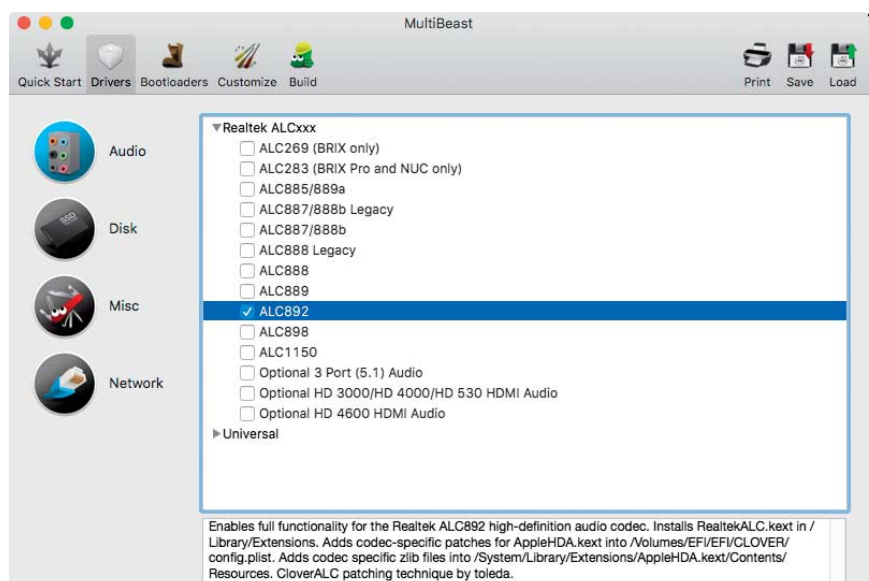 MultiBeast
Quick Start Drivers Bootloaders Customize Build Print Save Load
Audio
Disk
SSD
Misc
Network
Realtek ALCxxx
ALC269 (BRIX only)
ALC283 (BRIX Pro and NUC only)
ALC885/889a
ALC887/888b Legacy
ALC887/888b
ALC888 Legacy
ALC888
ALC889
ALC892
ALC898
ALC1150
Optional 3 Port (5.1) Audio
Optional HD 3000/HD 4000/HD 530 HDMI Audio
Optional HD 4600 HDMI Audio
Universal
Enables full functionality for the Realtek ALC892 high-definition audio codec. Installs RealtekALC.kext in /
Library/Extensions. Adds codec-specific patches for AppleHDA.kext into /Volumes/EFI/EFI/CLOVER/
config.plist. Adds codec specific zlib files into /System/Library/Extensions/AppleHDA.kext/Contents/
Resources. CloverALC patching technique by toleda.